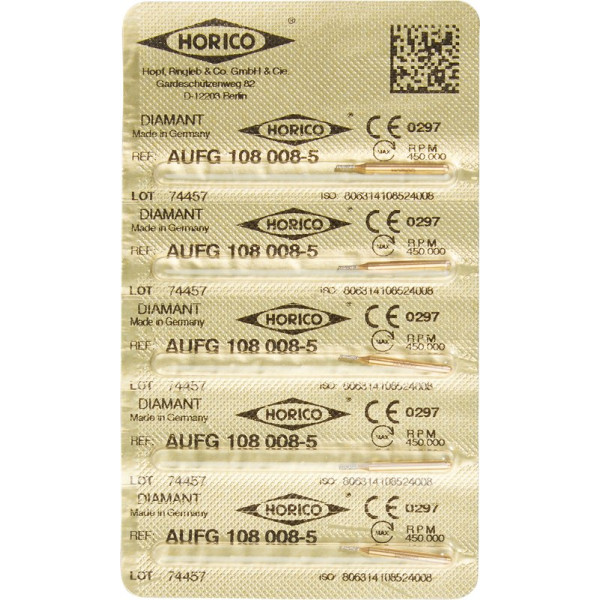 HORICO ®
Hopf, Ringleb & Co. GmbH & Cie.
Gardeschützenweg 82
D-12203 Berlin
DIAMANT HORICO ® CE 0297
Made in Germany
REF: AUFG 108 008-5 MAX. RPM 450.000
LOT 74457 ISO 806314108524008
DIAMANT HORICO ® CE 0297
Made in Germany
REF: AUFG 108 008-5 MAX. RPM 450.000
LOT 74457 ISO 806314108524008
DIAMANT HORICO ® CE 0297
Made in Germany
REF: AUFG 108 008-5 MAX. RPM 450.000
LOT 74457 ISO 806314108524008
DIAMANT HORICO ® CE 0297
Made in Germany
REF: AUFG 108 008-5 MAX. RPM 450.000
LOT 74457 ISO 806314108524008
DIAMANT HORICO ® CE 0297
Made in Germany
REF: AUFG 108 008-5 MAX. RPM 450.000
LOT 74457 ISO 806314108524008